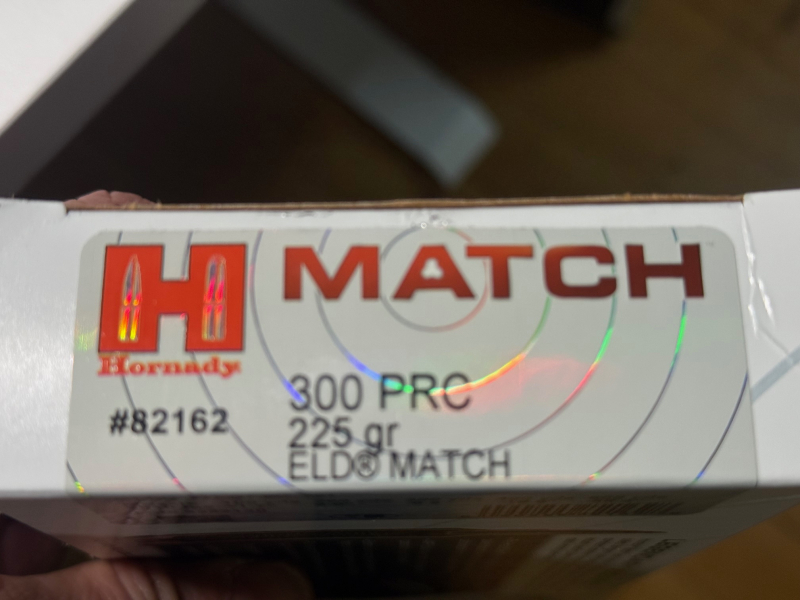 H MATCH
Hornady
#82162
300 PRC
225 gr
ELD® MATCH